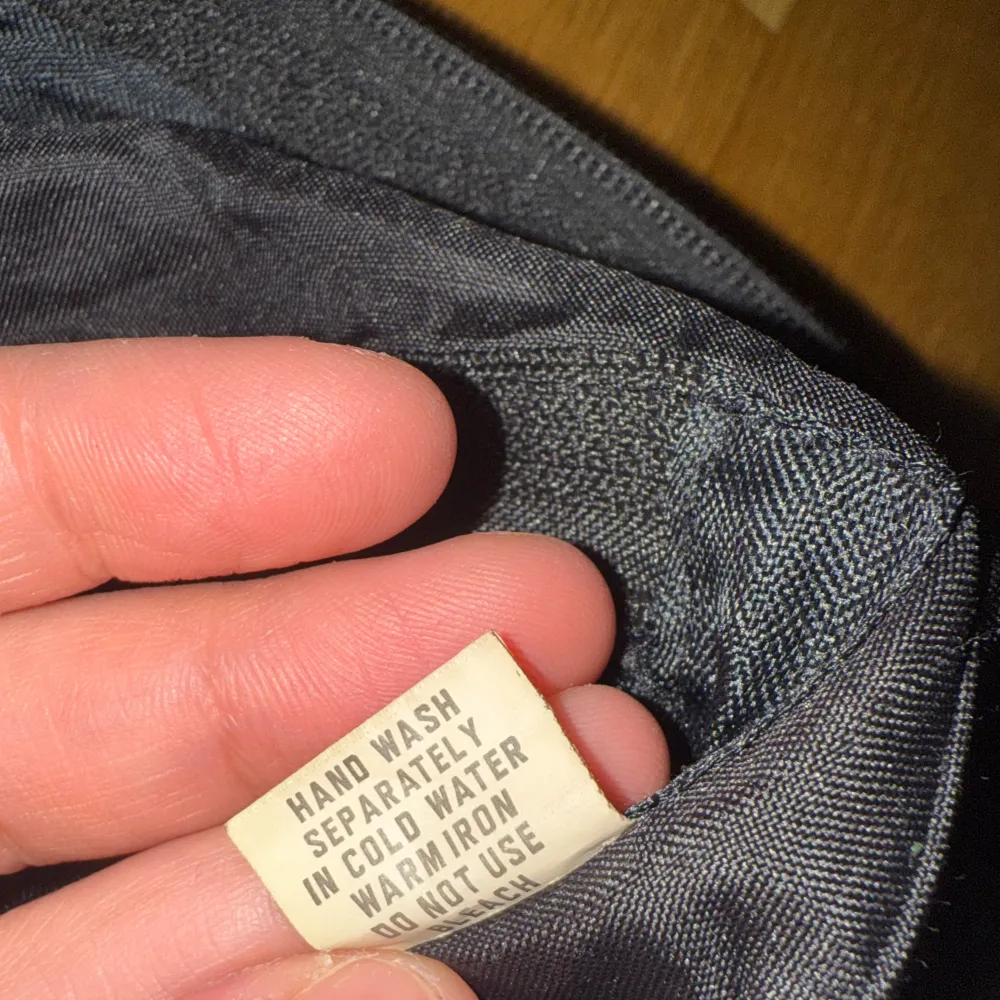 HAND WASH
SEPARATELY
IN COLD WATER
WARM IRON
DO NOT USE
BLEACH